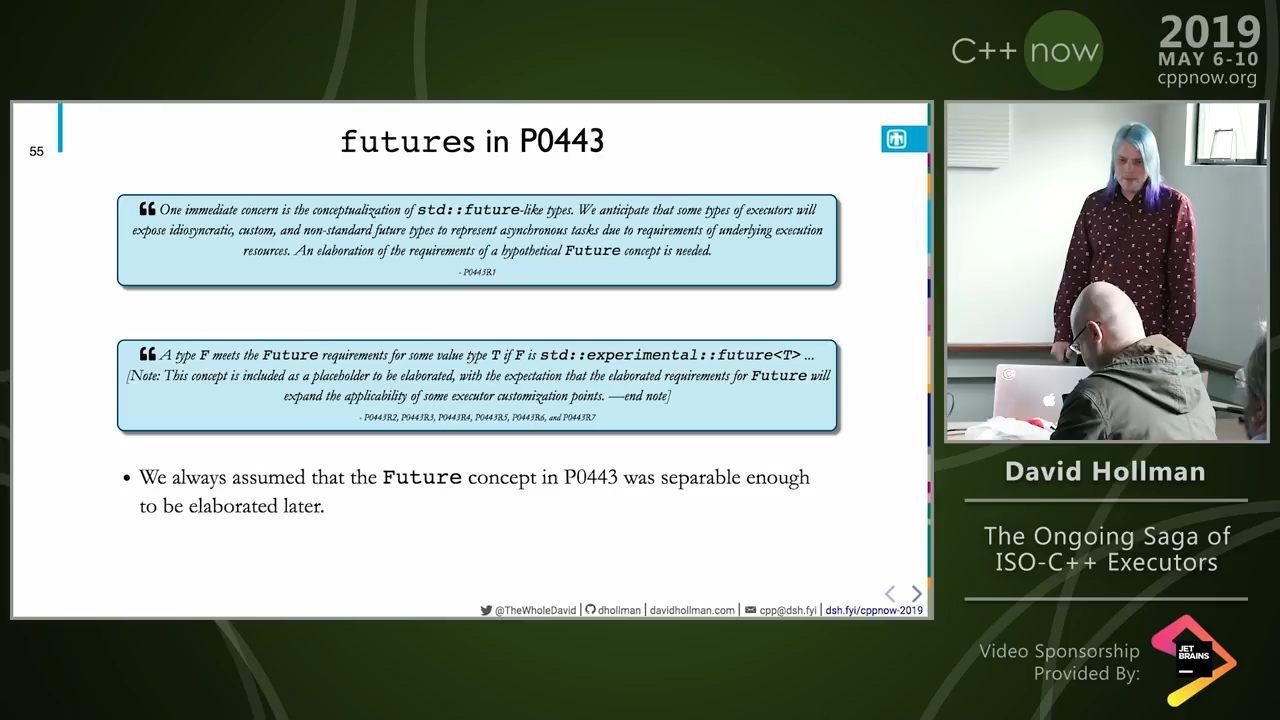 C++ now
2019
MAY 6-10
cppnow.org
55
futures in P0443
❝ One immediate concern is the conceptualization of std::future-like types. We anticipate that some types of executors will
expose idiosyncratic, custom, and non-standard future types to represent asynchronous tasks due to requirements of underlying execution
resources. An elaboration of the requirements of a hypothetical Future concept is needed.
- P0443R1
❝ A type F meets the Future requirements for some value type T if F is std::experimental::future<T> ...
[Note: This concept is included as a placeholder to be elaborated, with the expectation that the elaborated requirements for Future will
expand the applicability of some executor customization points. —end note]
- P0443R2, P0443R3, P0443R4, P0443R5, P0443R6, and P0443R7
• We always assumed that the Future concept in P0443 was separable enough
to be elaborated later.
@TheWholeDavid | dhollman | davidhollman.com | cpp@dsh.fyi | dsh.fyi/cppnow-2019
David Hollman
The Ongoing Saga of
ISO-C++ Executors
Video Sponsorship
Provided By:
JET
BRAINS